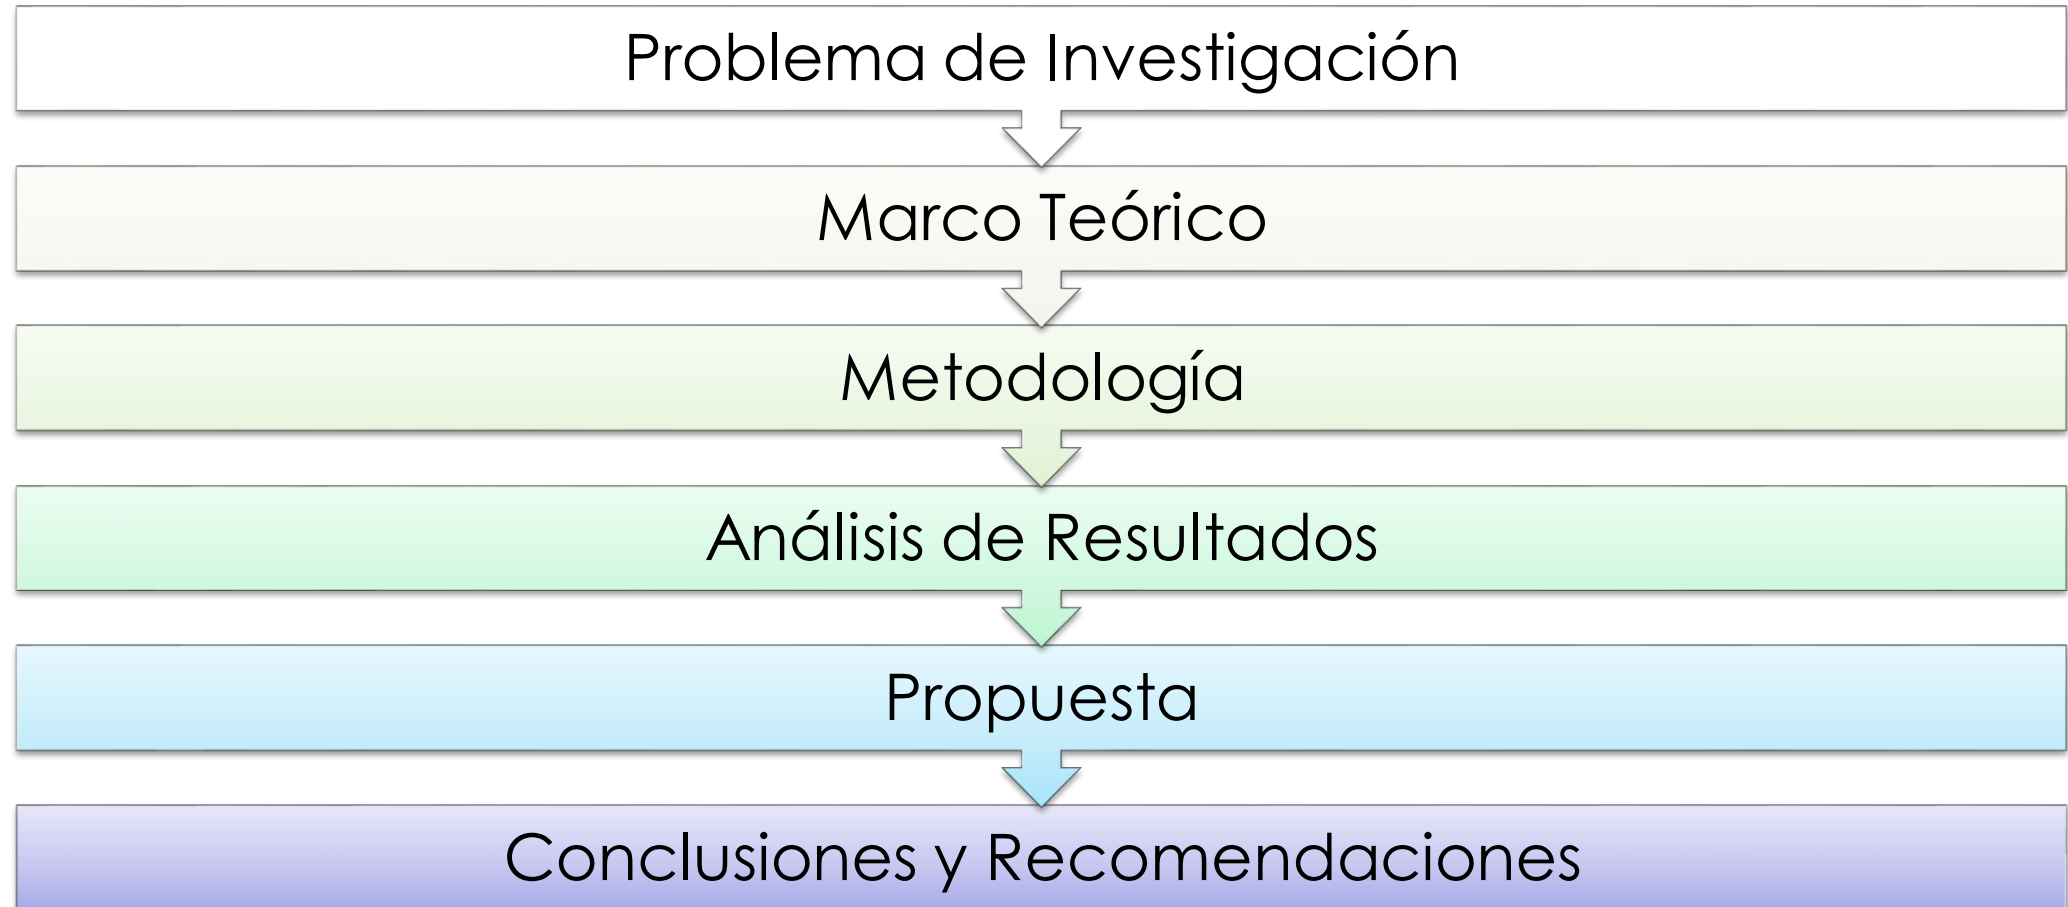 Problema de Investigación
Marco Teórico
Metodología
Análisis de Resultados
Propuesta
Conclusiones y Recomendaciones